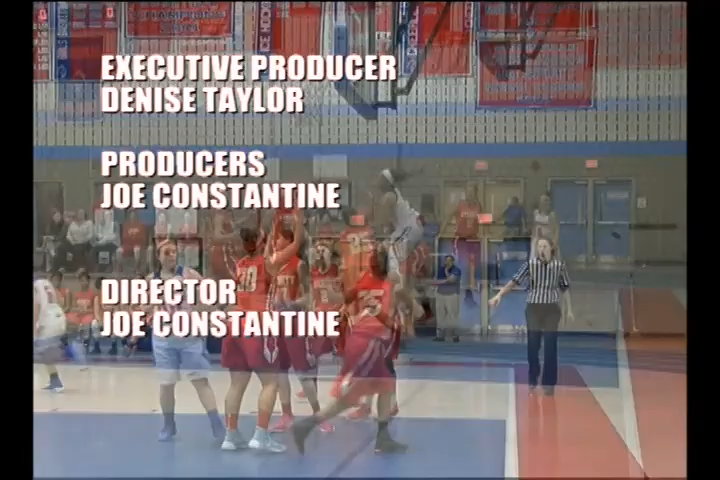 EXECUTIVE PRODUCER
DENISE TAYLOR
PRODUCERS
JOE CONSTANTINE
DIRECTOR
JOE CONSTANTINE